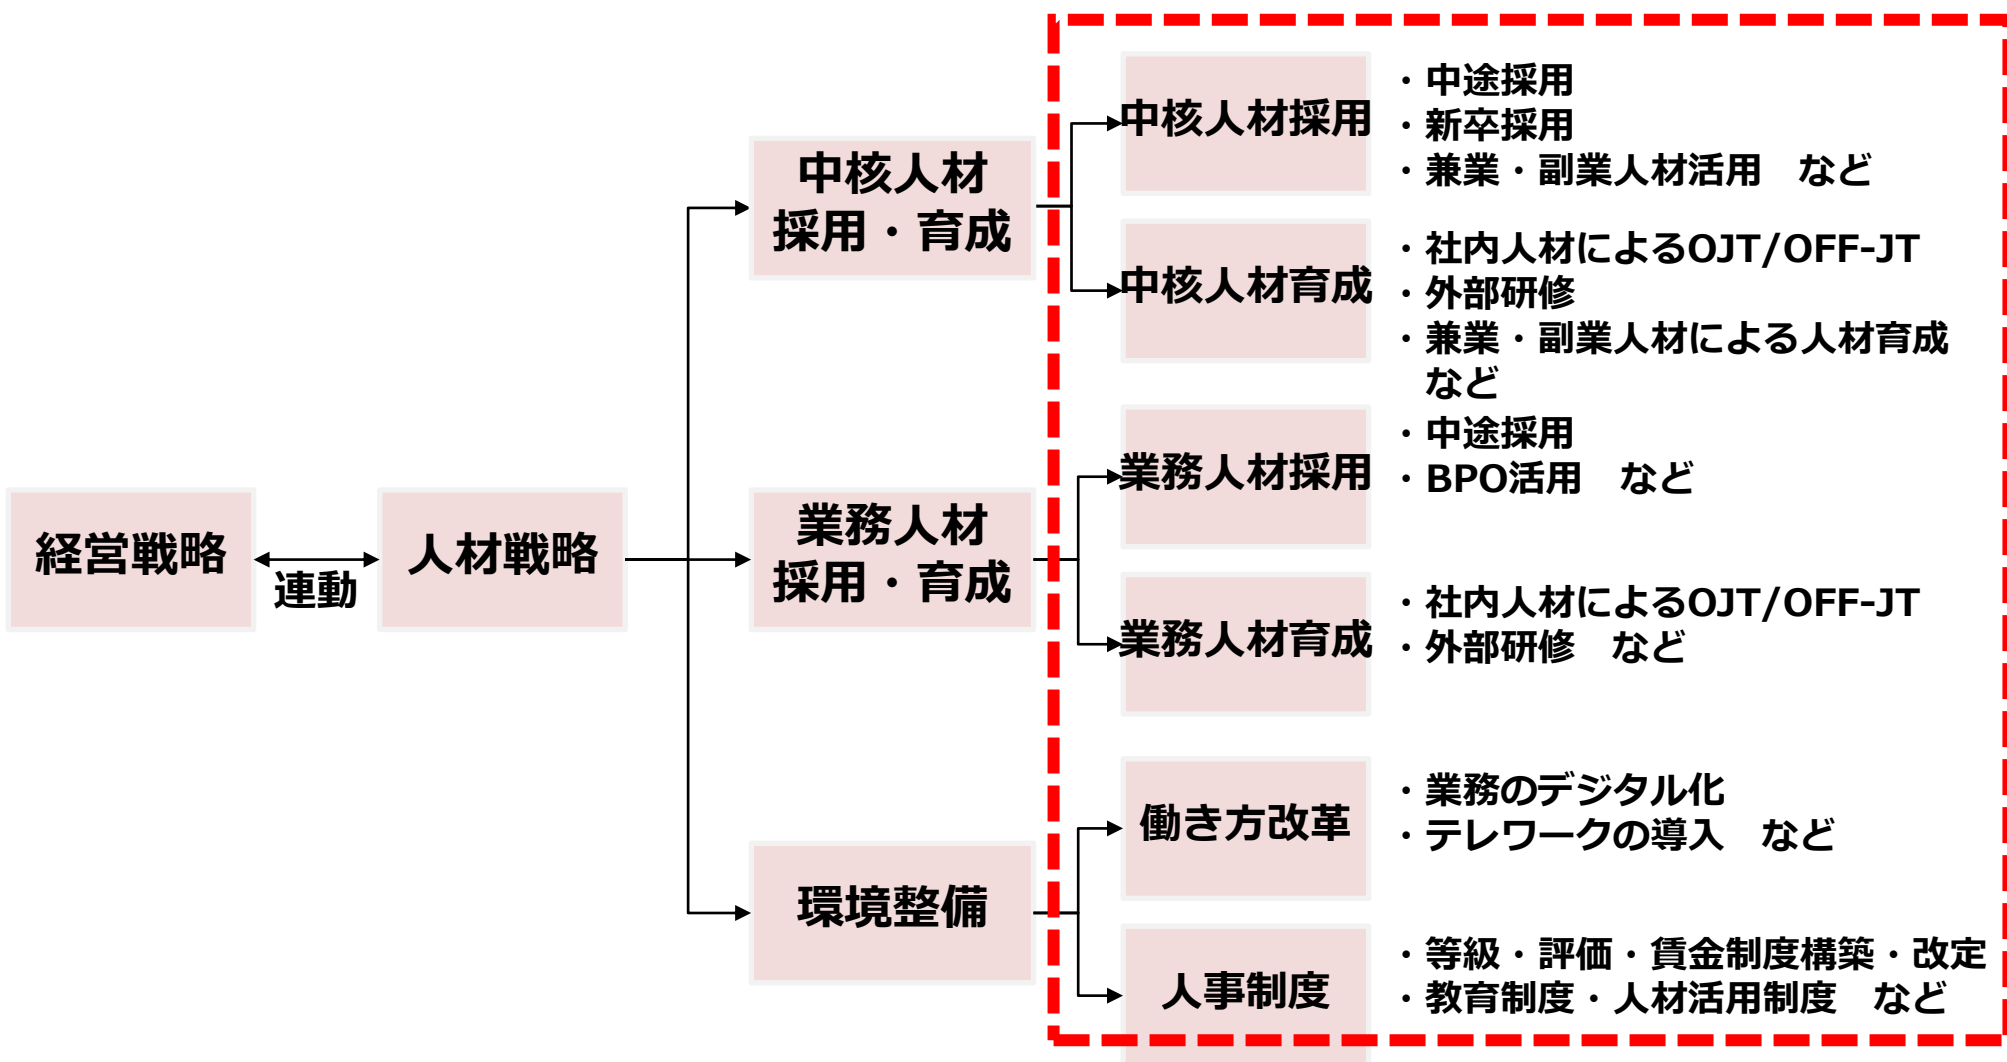 経営戦略
連動
人材戦略
中核人材
採用・育成
業務人材
採用・育成
環境整備
中核人材採用
・中途採用
・新卒採用
・兼業・副業人材活用　など
中核人材育成
・社内人材によるOJT/OFF-JT
・外部研修
・兼業・副業人材による人材育成
など
業務人材採用
・中途採用
・BPO活用　など
業務人材育成
・社内人材によるOJT/OFF-JT
・外部研修　など
働き方改革
・業務のデジタル化
・テレワークの導入　など
人事制度
・等級・評価・賃金制度構築・改定
・教育制度・人材活用制度　など